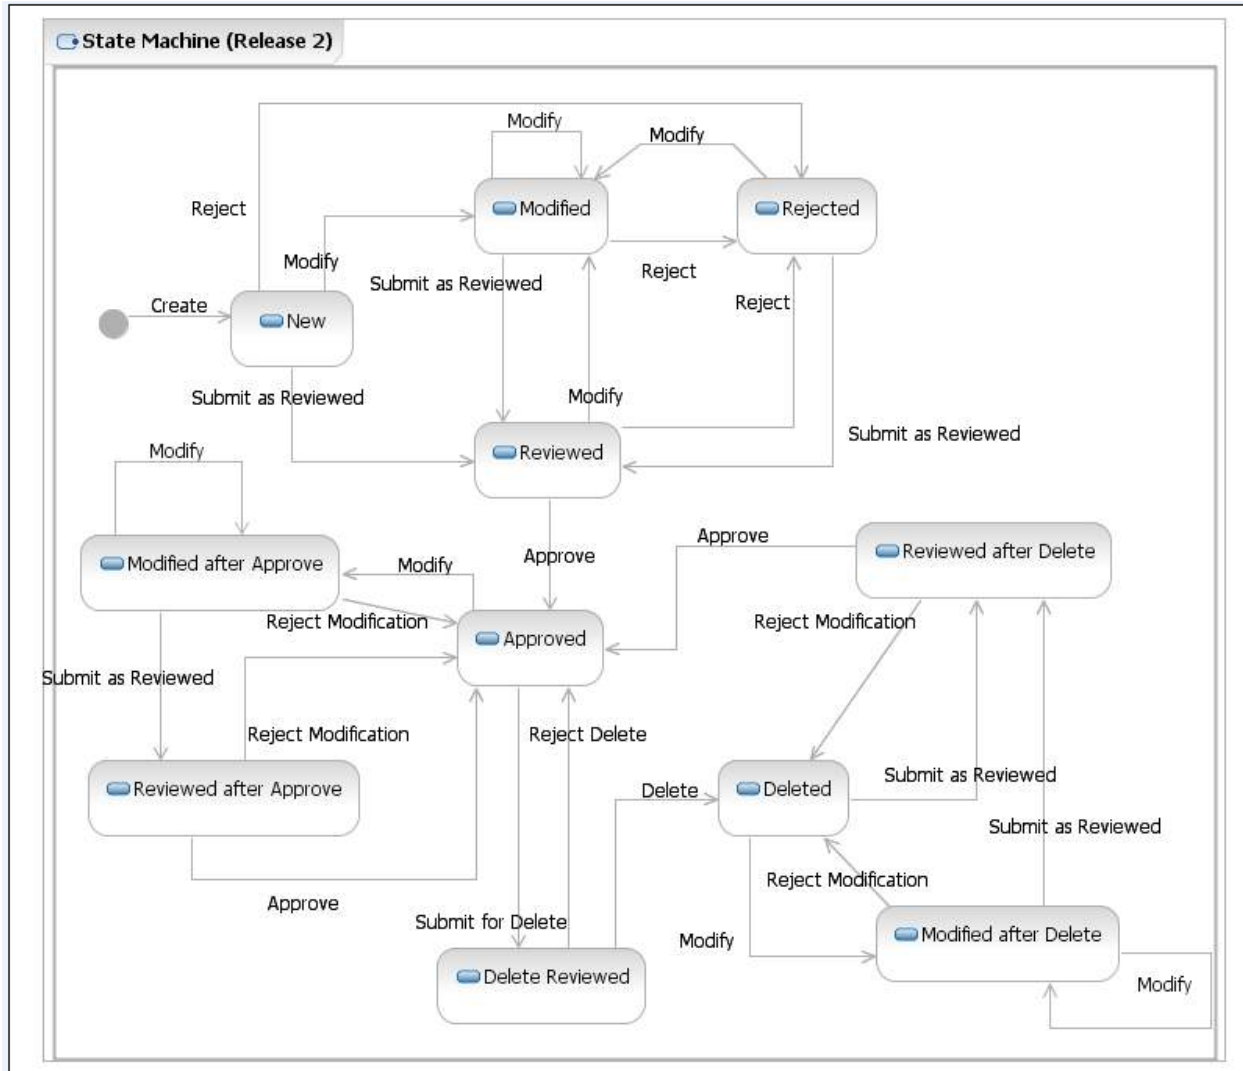 State Machine (Release 2)
Modify
Modify
Reject
Modified
Rejected
Modify
Reject
Submit as Reviewed
Reject
Create
New
Submit as Reviewed
Modify
Submit as Reviewed
Modify
Reviewed
Approve
Approve
Reviewed after Delete
Modified after Approve
Modify
Reject Modification
Reject Modification
Approved
Submit as Reviewed
Reject Modification
Reject Delete
Reviewed after Approve
Delete
Deleted
Submit as Reviewed
Submit as Reviewed
Reject Modification
Approve
Submit for Delete
Modify
Modified after Delete
Delete Reviewed
Modify